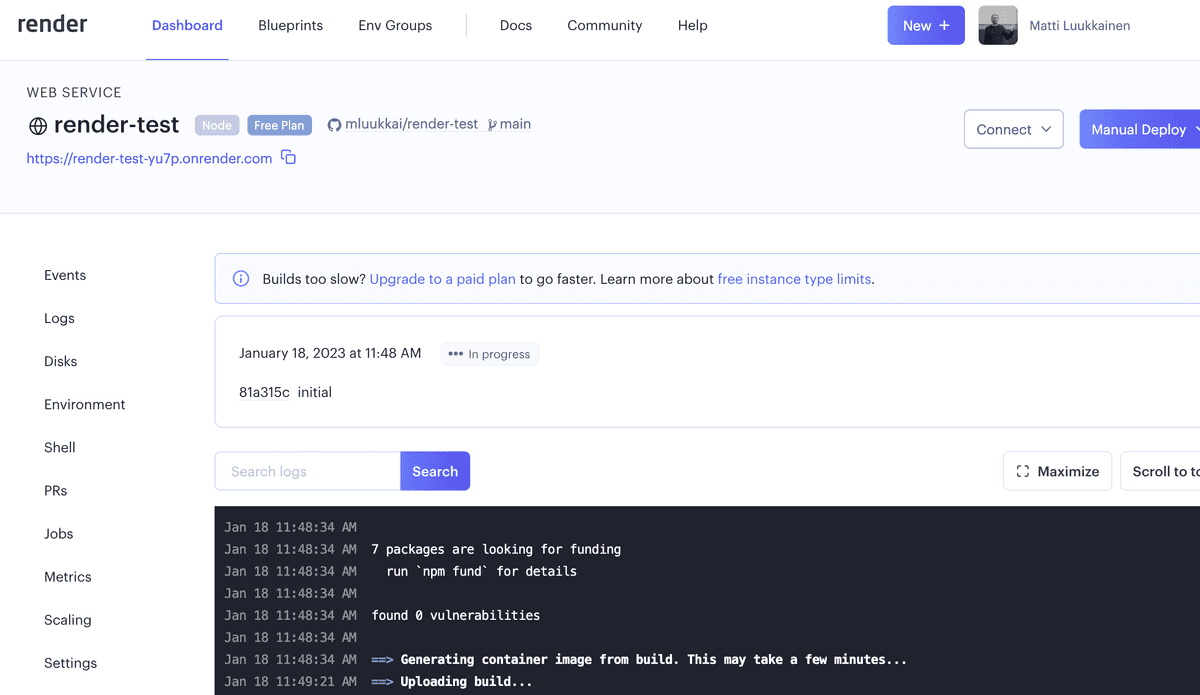 render Dashboard Blueprints Env Groups Docs Community Help New + Matti Luukkainen
WEB SERVICE
render-test Node Free Plan mluukkai/render-test main
Connect Manual Deploy
https://render-test-yu7p.onrender.com
Events
Logs
Disks
Environment
Shell
PRs
Jobs
Metrics
Scaling
Settings
Builds too slow? Upgrade to a paid plan to go faster. Learn more about free instance type limits.
January 18, 2023 at 11:48 AM ••• In progress
81a315c initial
Search logs Search Maximize Scroll to
Jan 18 11:48:34 AM
Jan 18 11:48:34 AM 7 packages are looking for funding
Jan 18 11:48:34 AM run `npm fund` for details
Jan 18 11:48:34 AM
Jan 18 11:48:34 AM found 0 vulnerabilities
Jan 18 11:48:34 AM
Jan 18 11:48:34 AM ==> Generating container image from build. This may take a few minutes...
Jan 18 11:49:21 AM ==> Uploading build...